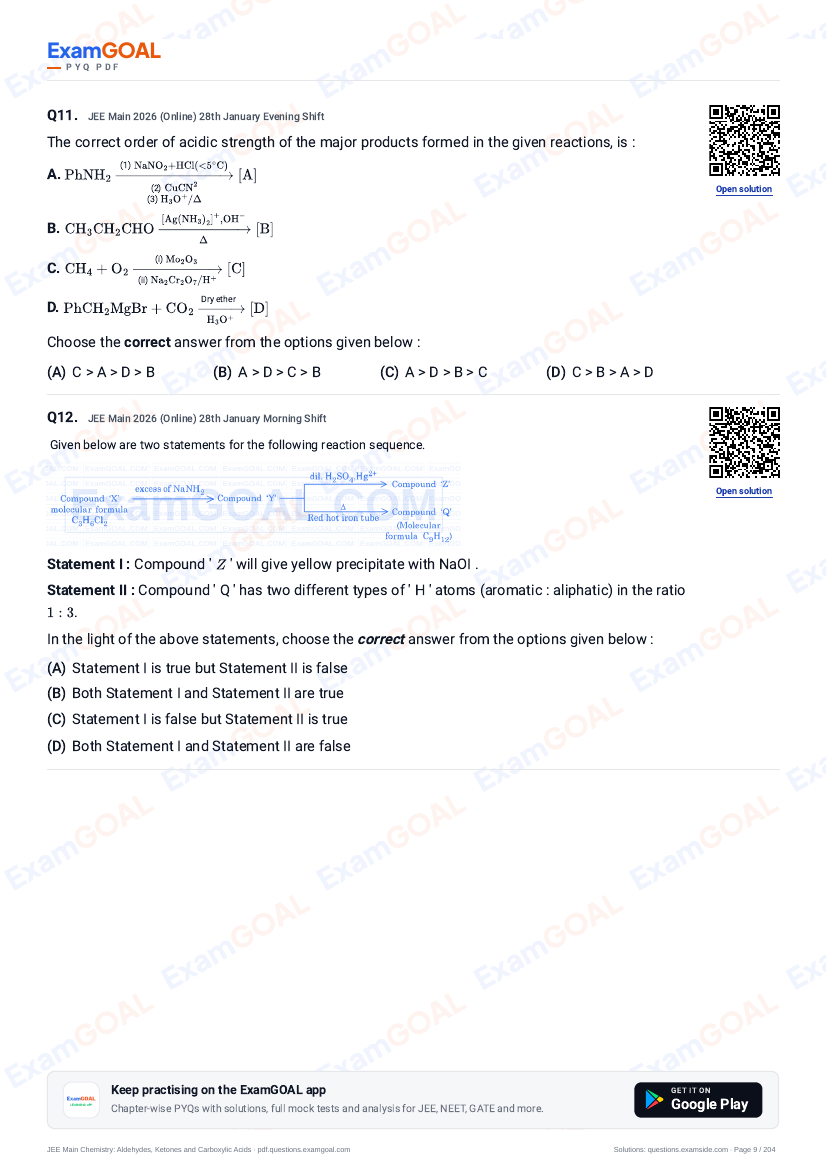 ExamGOAL
PYQ PDF
Q11. JEE Main 2026 (Online) 28th January Evening Shift
The correct order of acidic strength of the major products formed in the given reactions, is :
Open solution
A. PhNH₂ (1) NaNO₂+HCl(<5°C) (2) CuCN² (3) H₃O⁺/Δ → [A]
B. CH₃CH₂CHO [Ag(NH₃)₂]⁺,OH⁻ Δ → [B]
C. CH₄ + O₂ (i) Mo₂O₃ (ii) Na₂Cr₂O₇/H⁺ → [C]
D. PhCH₂MgBr + CO₂ Dry ether H₃O⁺ → [D]
Choose the correct answer from the options given below :
(A) C > A > D > B (B) A > D > C > B (C) A > D > B > C (D) C > B > A > D
Q12. JEE Main 2026 (Online) 28th January Morning Shift
Given below are two statements for the following reaction sequence.
Open solution
Compound 'X' molecular formula C₃H₆Cl₂
excess of NaNH₂
Compound 'Y'
dil. H₂SO₄ Hg²⁺
Compound 'Z'
Δ
Red hot iron tube
Compound 'Q'
(Molecular
formula C₉H₁₂)
Statement I : Compound ' Z ' will give yellow precipitate with NaOI .
Statement II : Compound ' Q ' has two different types of ' H ' atoms (aromatic : aliphatic) in the ratio
1 : 3.
In the light of the above statements, choose the correct answer from the options given below :
(A) Statement I is true but Statement II is false
(B) Both Statement I and Statement II are true
(C) Statement I is false but Statement II is true
(D) Both Statement I and Statement II are false
ExamGOAL
Keep practising on the ExamGOAL app
Chapter-wise PYQs with solutions, full mock tests and analysis for JEE, NEET, GATE and more.
GET IT ON
Google Play
JEE Main Chemistry: Aldehydes, Ketones and Carboxylic Acids · pdf.questions.examgoal.com
Solutions: questions.examside.com · Page 9 / 204